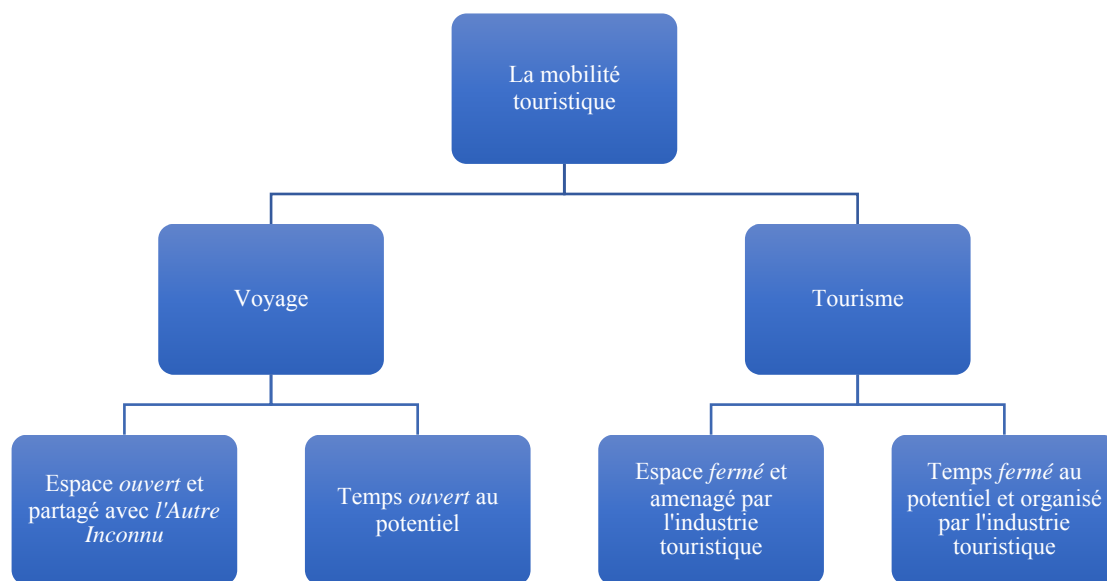 La mobilité
touristique
Voyage
Tourisme
Espace ouvert et
partagé avec l'Autre
Inconnu
Temps ouvert au
potentiel
Espace fermé et
amenagé par
l'industrie
touristique
Temps fermé au
potentiel et organisé
par l'industrie
touristique